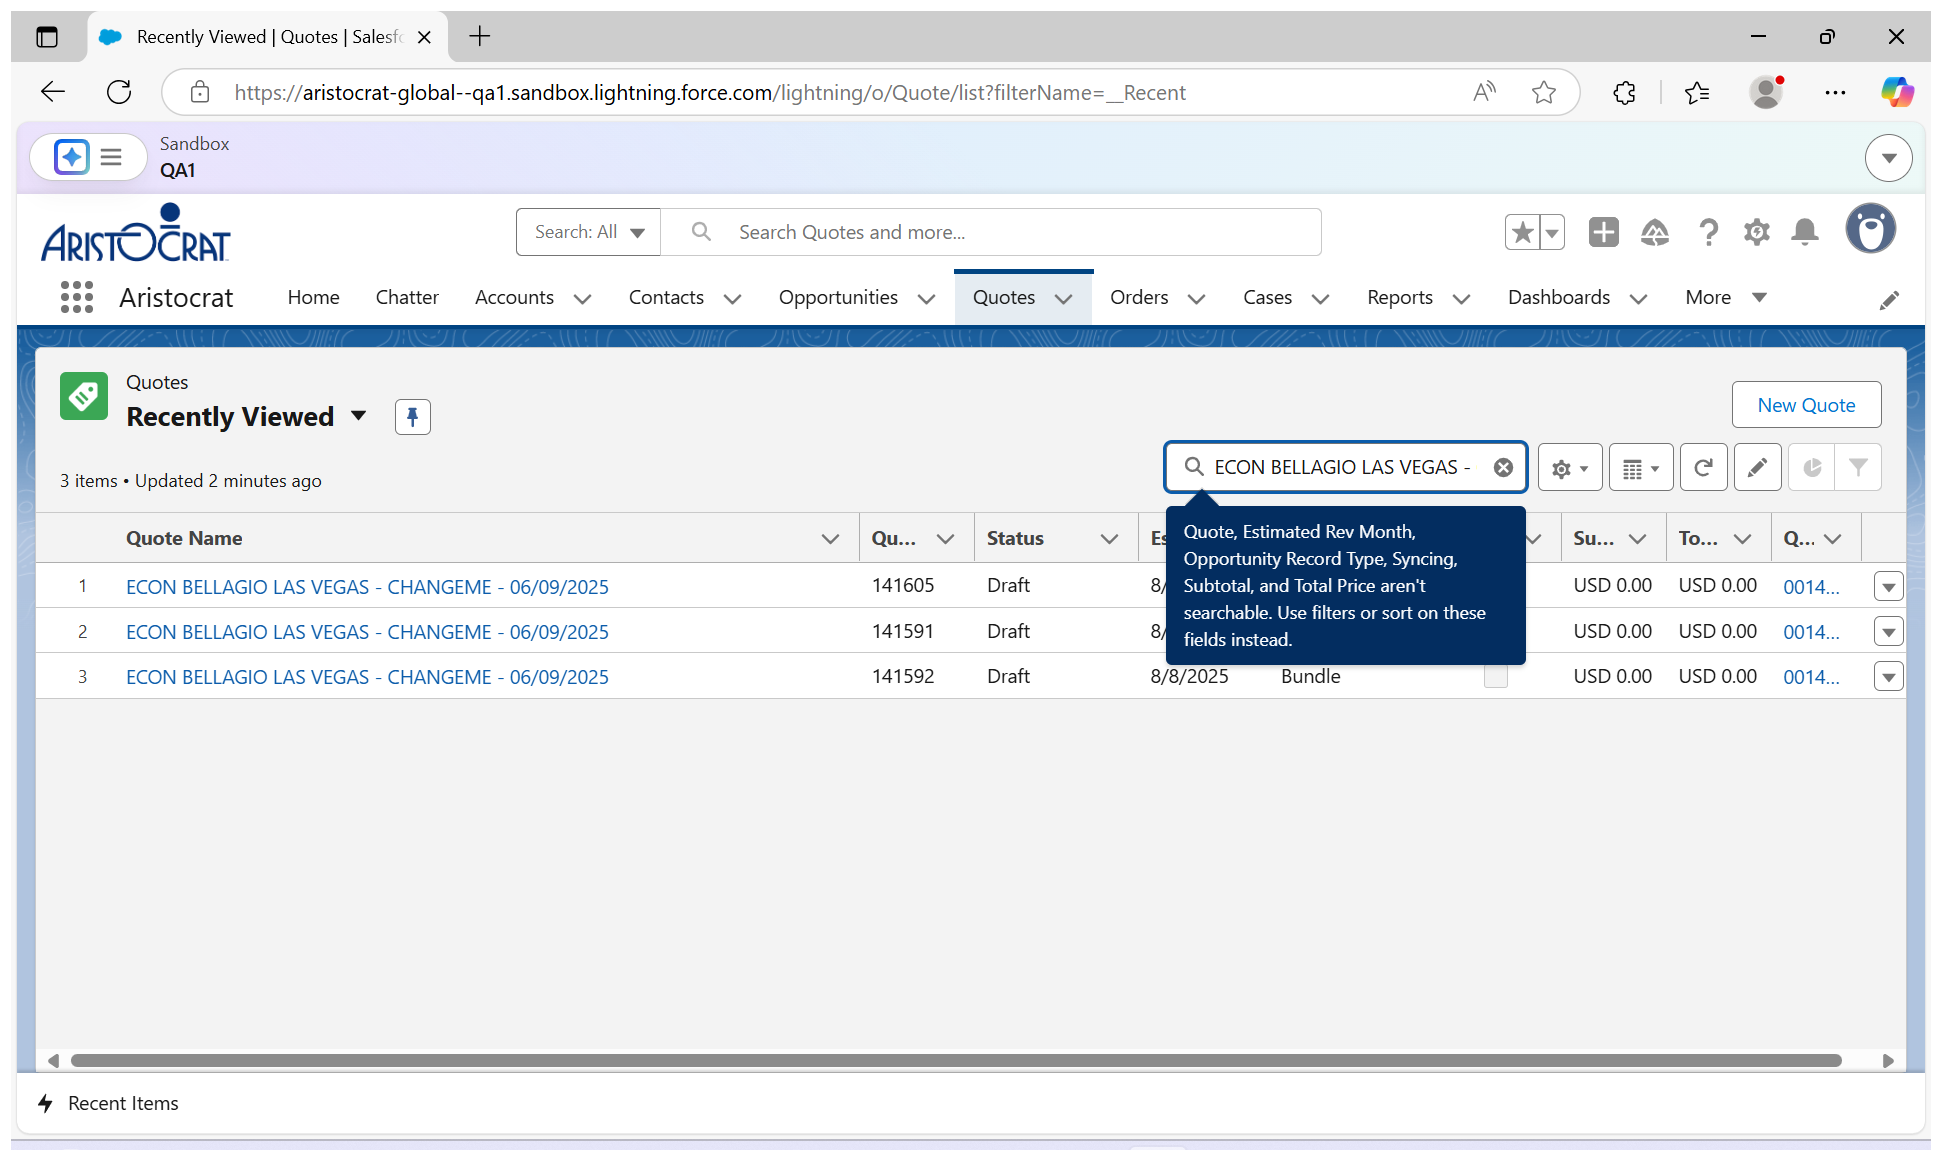 Recently Viewed | Quotes | Salesfo
https://aristocrat-global--qa1.sandbox.lightning.force.com/lightning/o/Quote/list?filterName=__Recent
Sandbox
QA1
ARISTOCRAT
Search: All
Search Quotes and more...
Aristocrat
Home
Chatter
Accounts
Contacts
Opportunities
Quotes
Orders
Cases
Reports
Dashboards
More
Quotes
Recently Viewed
New Quote
3 items • Updated 2 minutes ago
ECON BELLAGIO LAS VEGAS -
Quote, Estimated Rev Month,
Opportunity Record Type, Syncing,
Subtotal, and Total Price aren't
searchable. Use filters or sort on these
fields instead.
Quote Name Qu... Status Es Su... To... Q...
1 ECON BELLAGIO LAS VEGAS - CHANGEME - 06/09/2025 141605 Draft 8/ USD 0.00 USD 0.00 0014...
2 ECON BELLAGIO LAS VEGAS - CHANGEME - 06/09/2025 141591 Draft 8/ USD 0.00 USD 0.00 0014...
3 ECON BELLAGIO LAS VEGAS - CHANGEME - 06/09/2025 141592 Draft 8/8/2025 Bundle USD 0.00 USD 0.00 0014...
Recent Items